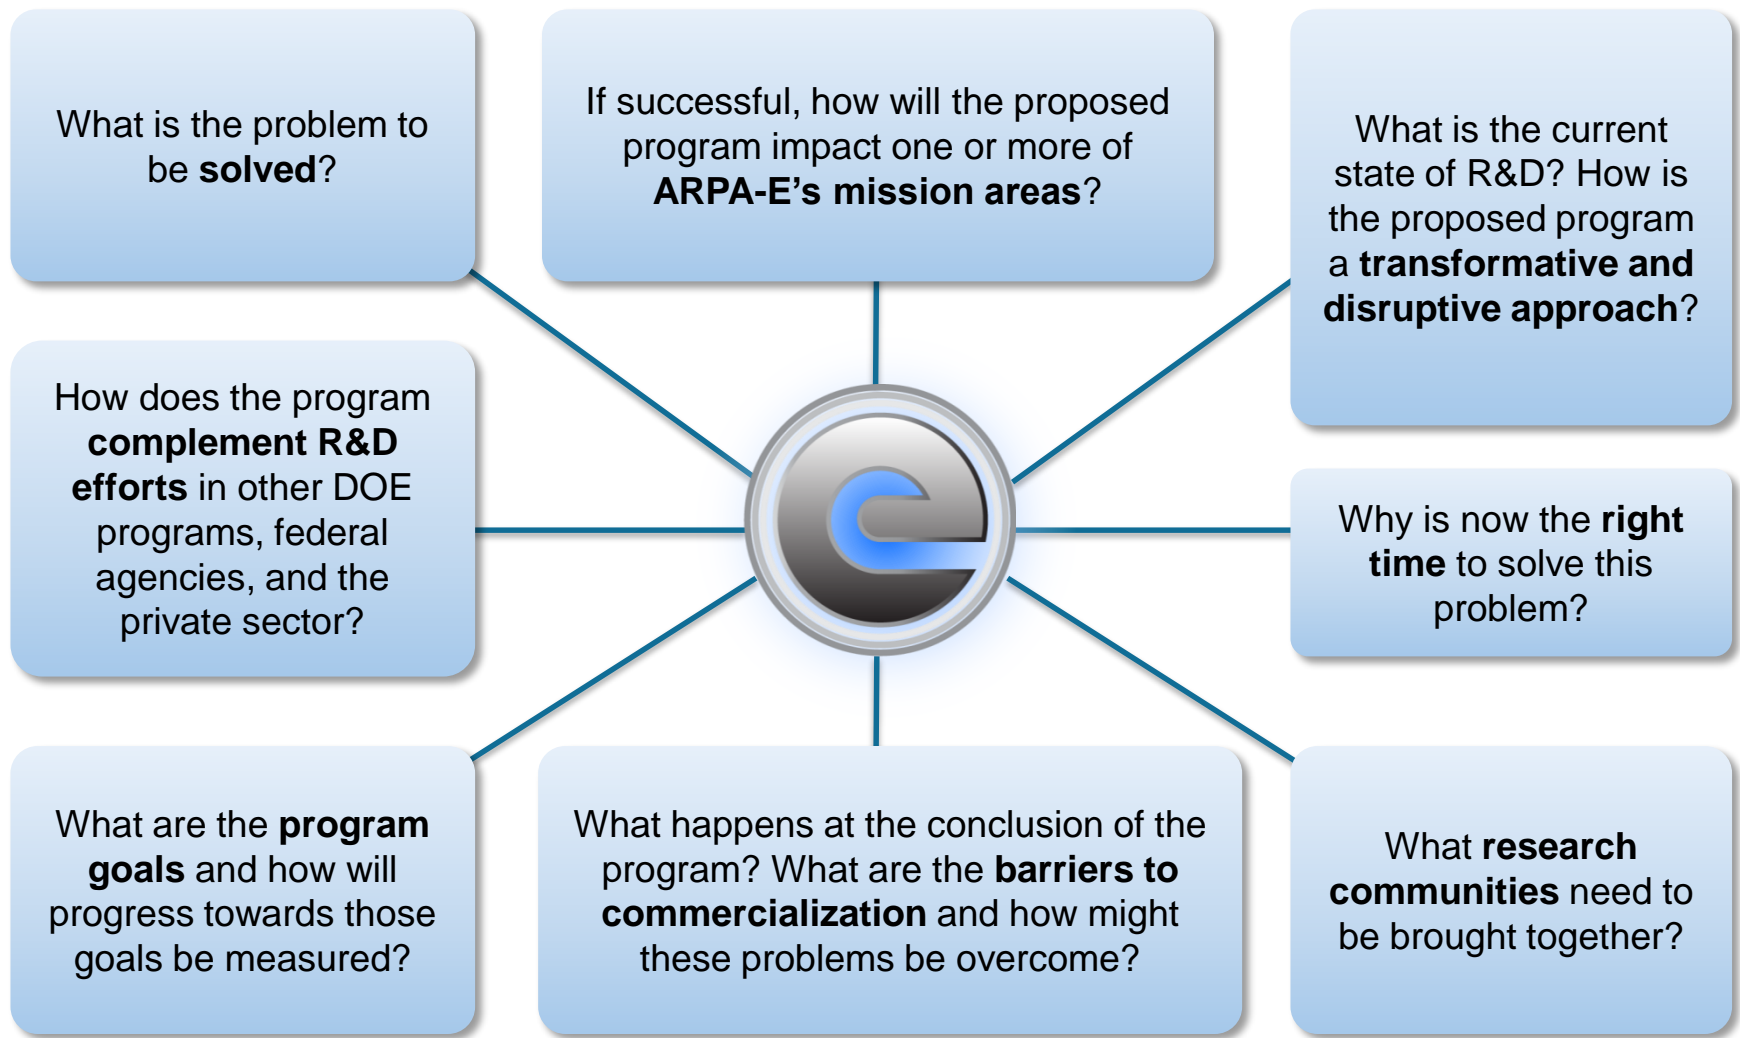 What is the problem to
be solved?
If successful, how will the proposed
program impact one or more of
ARPA-E’s mission areas?
What is the current
state of R&D? How is
the proposed program
a transformative and
disruptive approach?
How does the program
complement R&D
efforts in other DOE
programs, federal
agencies, and the
private sector?
Why is now the right
time to solve this
problem?
What are the program
goals and how will
progress towards those
goals be measured?
What happens at the conclusion of the
program? What are the barriers to
commercialization and how might
these problems be overcome?
What research
communities need to
be brought together?